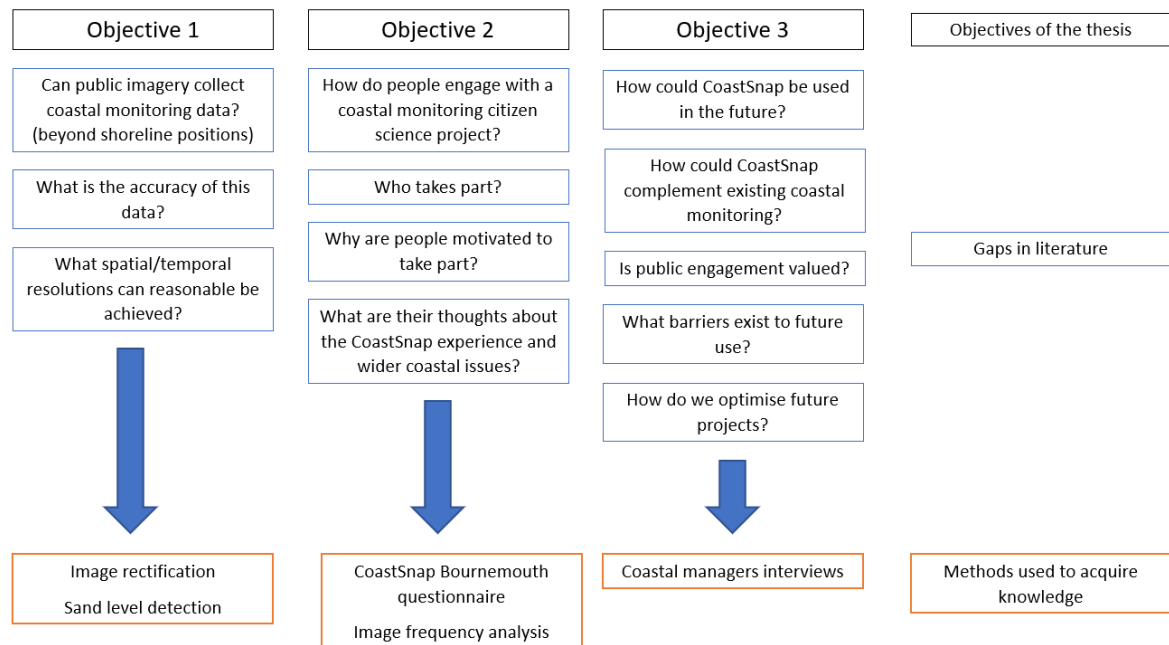 Objective 1
Can public imagery collect
coastal monitoring data?
(beyond shoreline positions)
What is the accuracy of this
data?
What spatial/temporal
resolutions can reasonable be
achieved?
Image rectification
Sand level detection
Objective 2
How do people engage with a
coastal monitoring citizen
science project?
Who takes part?
Why are people motivated to
take part?
What are their thoughts about
the CoastSnap experience and
wider coastal issues?
CoastSnap Bournemouth
questionnaire
Image frequency analysis
Objective 3
How could CoastSnap be used
in the future?
How could CoastSnap
complement existing coastal
monitoring?
Is public engagement valued?
What barriers exist to future
use?
How do we optimise future
projects?
Coastal managers interviews
Objectives of the thesis
Gaps in literature
Methods used to acquire
knowledge